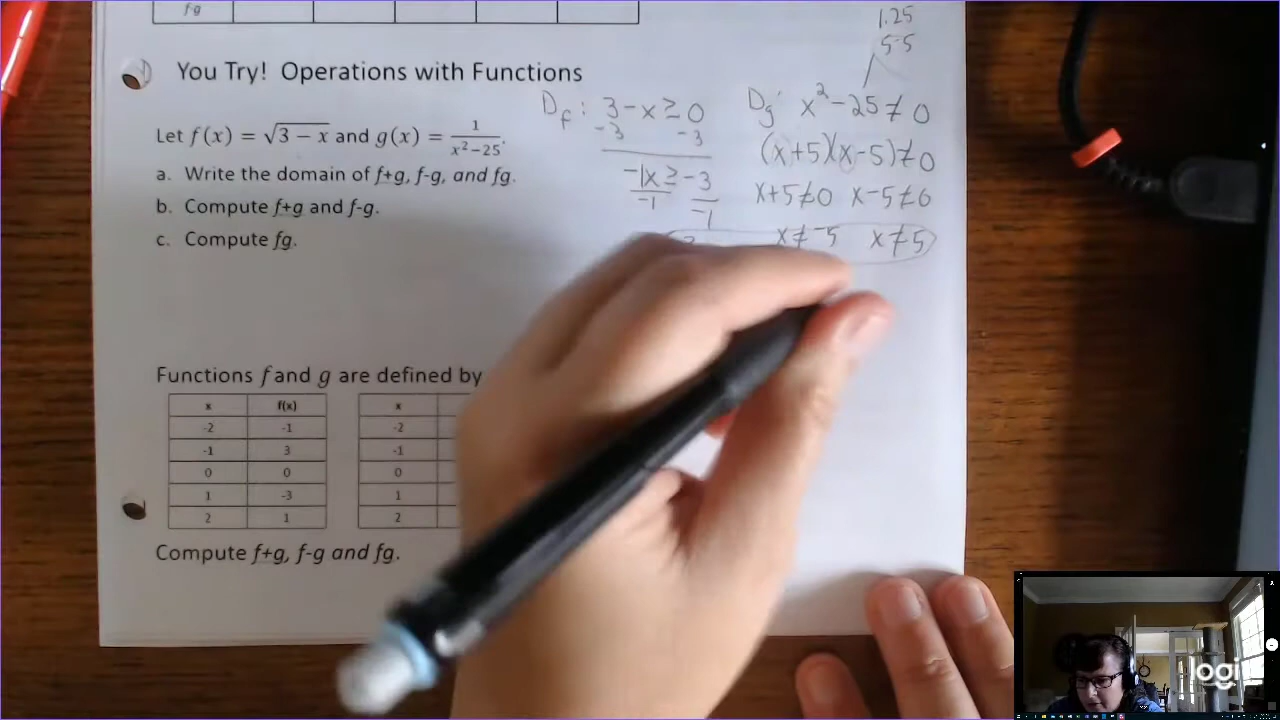 f·g
1·25
5·5
You Try! Operations with Functions
Let f(x) = √3 − x and g(x) = 1/x²−25.
a. Write the domain of f+g, f-g, and fg.
b. Compute f+g and f-g.
c. Compute fg.
D_f: 3-x ≥ 0
-3 -3
-1x ≥ -3
-1 -1
D_g: x² - 25 ≠ 0
(x+5)(x-5) ≠ 0
x+5≠0 x-5≠0
x≠-5 x≠5
Functions f and g are defined by
x f(x)
-2 -1
-1 3
0 0
1 -3
2 1
x
-2
-1
0
1
2
Compute f+g, f-g and fg.
logi